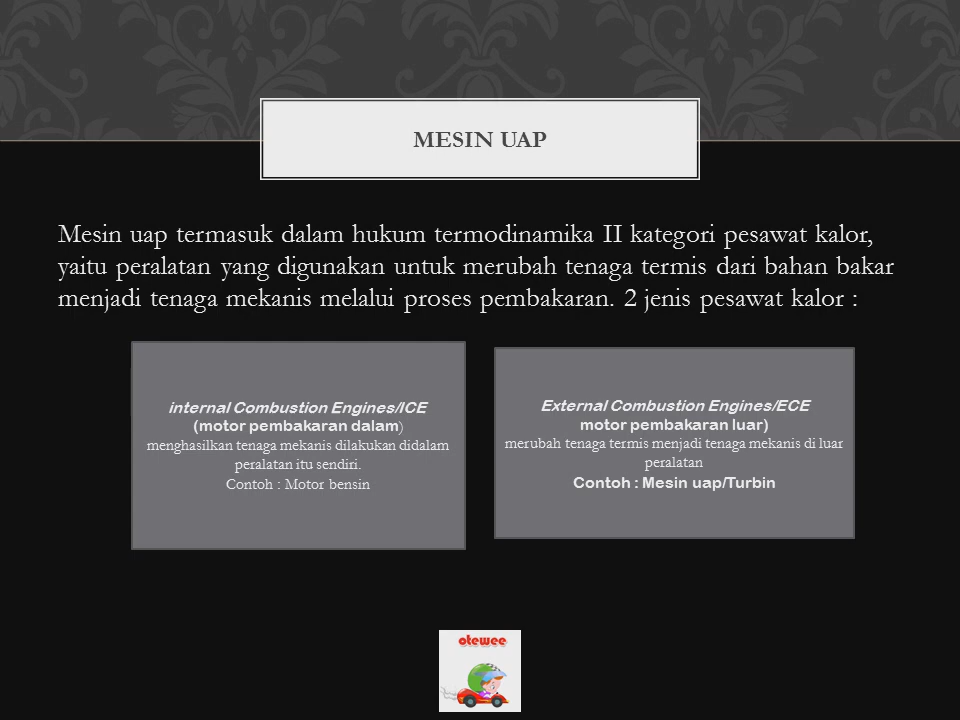 MESIN UAP
Mesin uap termasuk dalam hukum termodinamika II kategori pesawat kalor,
yaitu peralatan yang digunakan untuk merubah tenaga termis dari bahan bakar
menjadi tenaga mekanis melalui proses pembakaran. 2 jenis pesawat kalor :
internal Combustion Engines/ICE
(motor pembakaran dalam)
menghasilkan tenaga mekanis dilakukan didalam
peralatan itu sendiri.
Contoh : Motor bensin
External Combustion Engines/ECE
motor pembakaran luar)
merubah tenaga termis menjadi tenaga mekanis di luar
peralatan
Contoh : Mesin uap/Turbin
otewee